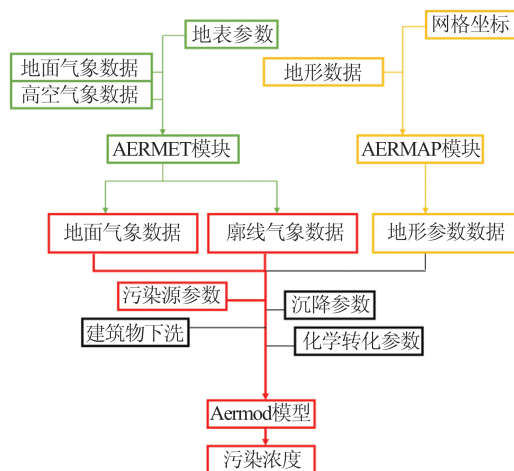 地表参数
网格坐标
地面气象数据
地形数据
高空气象数据
AERMET模块
AERMAP模块
地面气象数据
廓线气象数据
地形参数数据
污染源参数
沉降参数
建筑物下洗
化学转化参数
Aermod模型
污染浓度